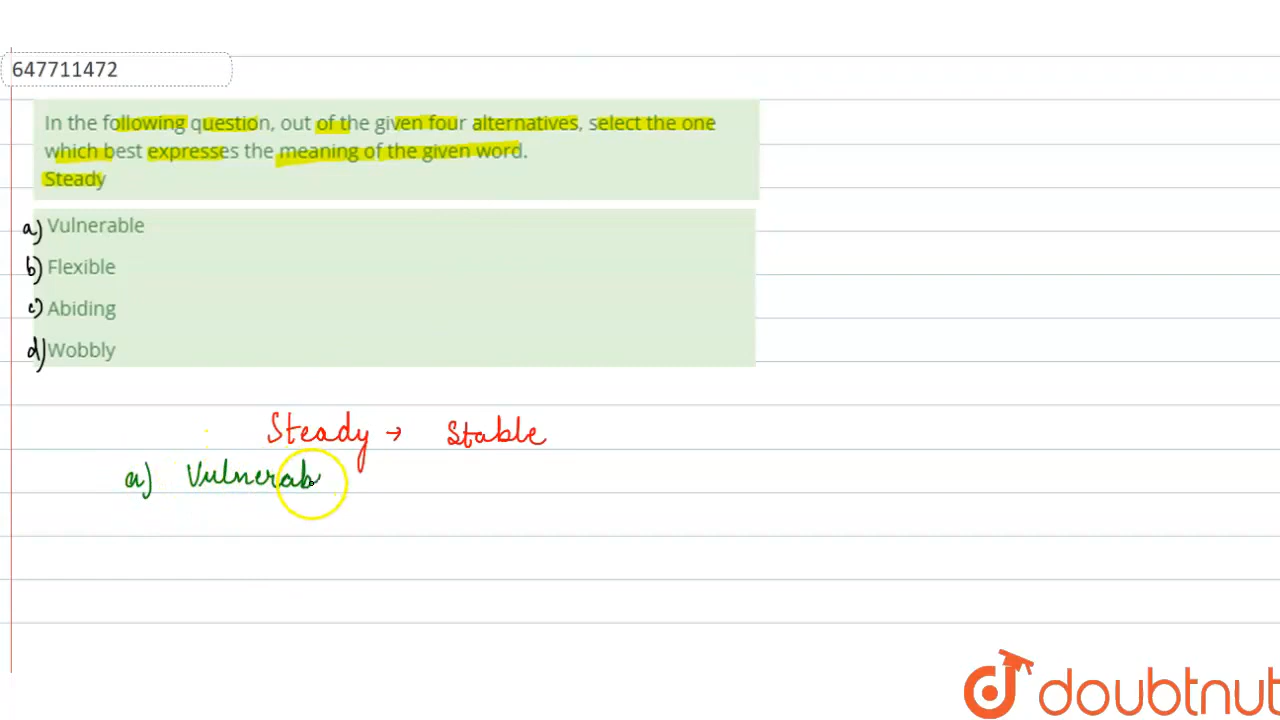 647711472
In the following question, out of the given four alternatives, select the one
which best expresses the meaning of the given word.
Steady
a) Vulnerable
b) Flexible
c) Abiding
d) Wobbly
Steady → Stable
a) Vulnerab
doubtnut